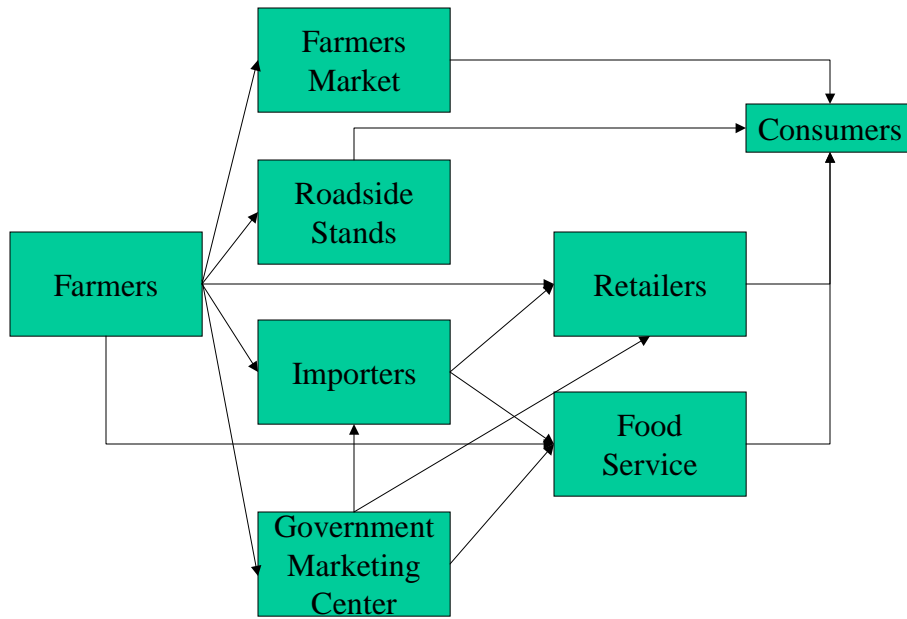 Farmers
Market
Consumers
Roadside
Stands
Farmers
Retailers
Importers
Food
Service
Government
Marketing
Center